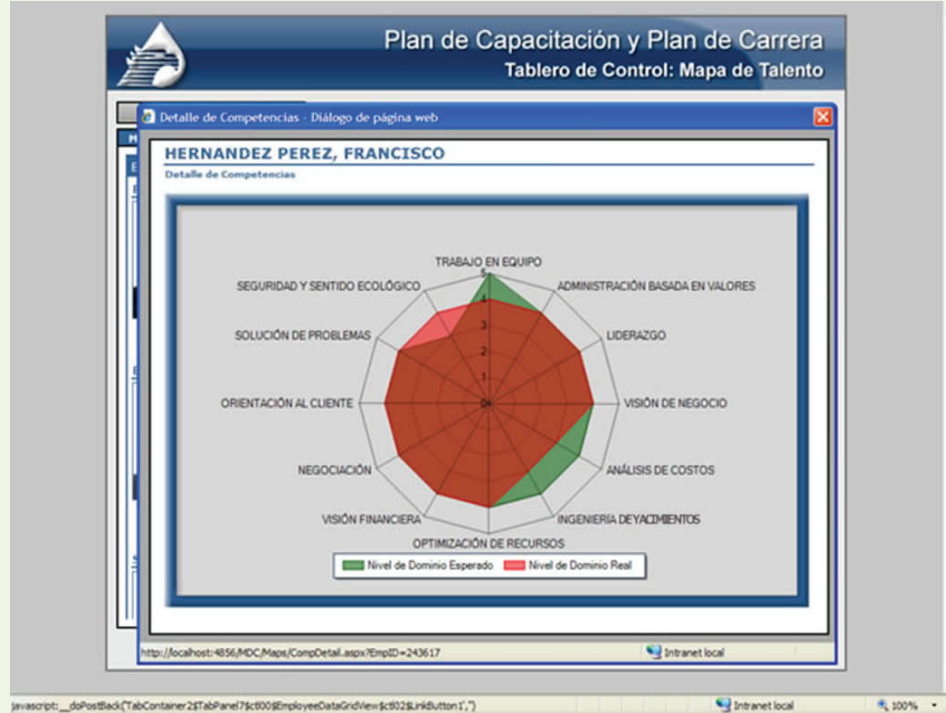 Plan de Capacitación y Plan de Carrera
Tablero de Control: Mapa de Talento
Detalle de Competencias - Diálogo de página web
HERNANDEZ PEREZ, FRANCISCO
Detalle de Competencias
TRABAJO EN EQUIPO
5
SEGURIDAD Y SENTIDO ECOLÓGICO
ADMINISTRACIÓN BASADA EN VALORES
4
SOLUCIÓN DE PROBLEMAS
3
LIDERAZGO
2
1
ORIENTACIÓN AL CLIENTE
0
VISIÓN DE NEGOCIO
NEGOCIACIÓN
ANÁLISIS DE COSTOS
VISIÓN FINANCIERA
INGENIERÍA DE YACIMIENTOS
OPTIMIZACIÓN DE RECURSOS
Nivel de Dominio Esperado
Nivel de Dominio Real
http://localhost:4856/MDC/Maps/CompDetail.aspx?EmpID=243617
Intranet local
javascript:__doPostBack('TabContainer2$TabPanel7$ctl00$EmployeeDataGridView$ctl02$LinkButton1','')
Intranet local
100%